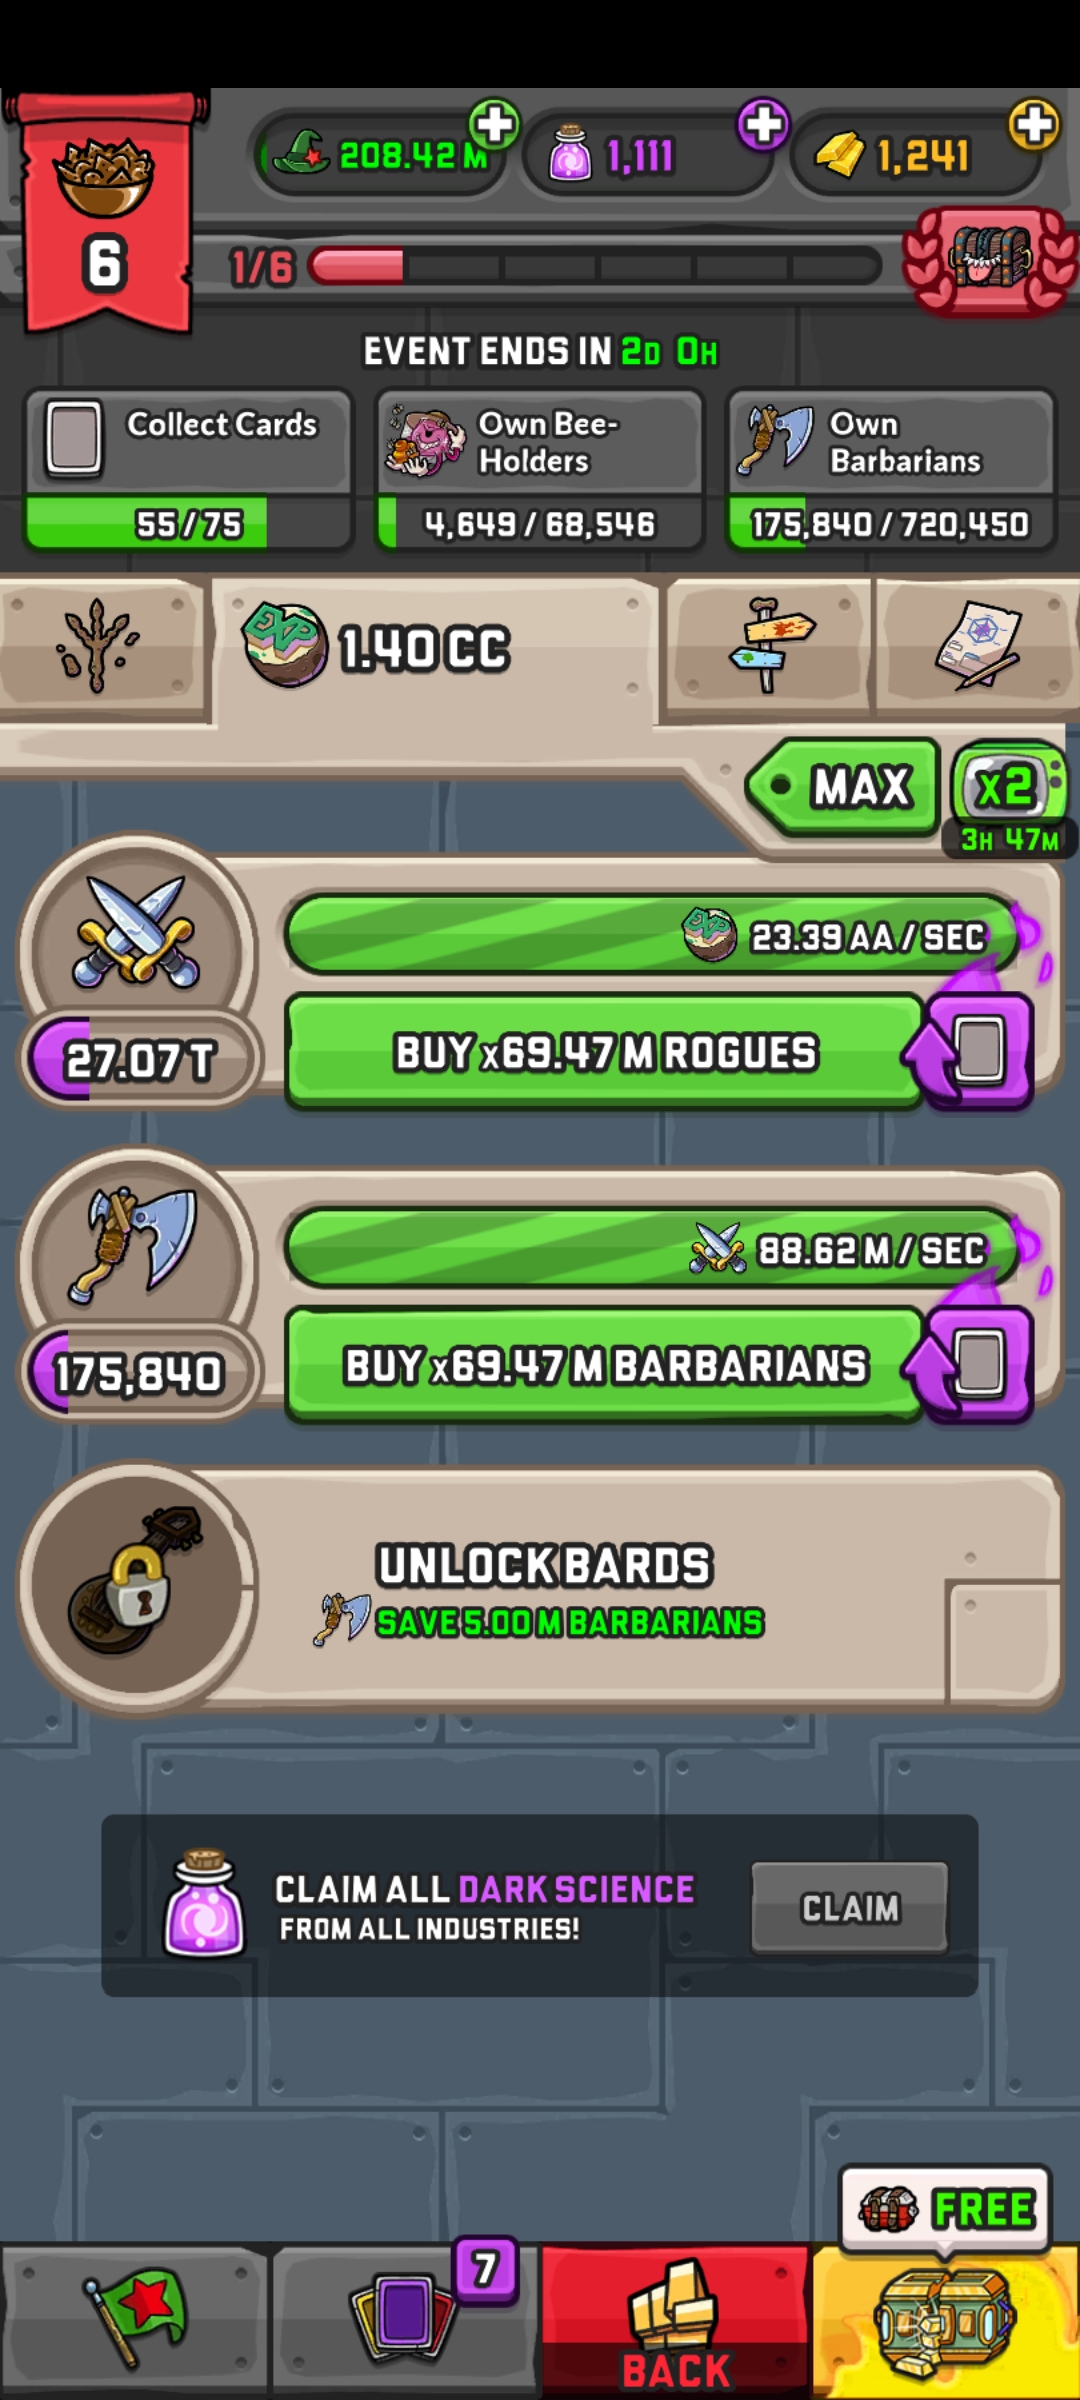 208.42 M
1,111
1,241
6
1/6
EVENT ENDS IN 2D 0H
Collect Cards
55/75
Own Bee-
Holders
4,649/68,546
Own
Barbarians
175,840/720,450
EXP
1.40 CC
MAX
x2
3H 47M
EXP
23.39 AA/SEC
27.07 T
BUY x69.47 M ROGUES
88.62 M/SEC
175,840
BUY x69.47 M BARBARIANS
UNLOCK BARDS
SAVE 5.00 M BARBARIANS
CLAIM ALL DARK SCIENCE
FROM ALL INDUSTRIES!
CLAIM
FREE
7
BACK